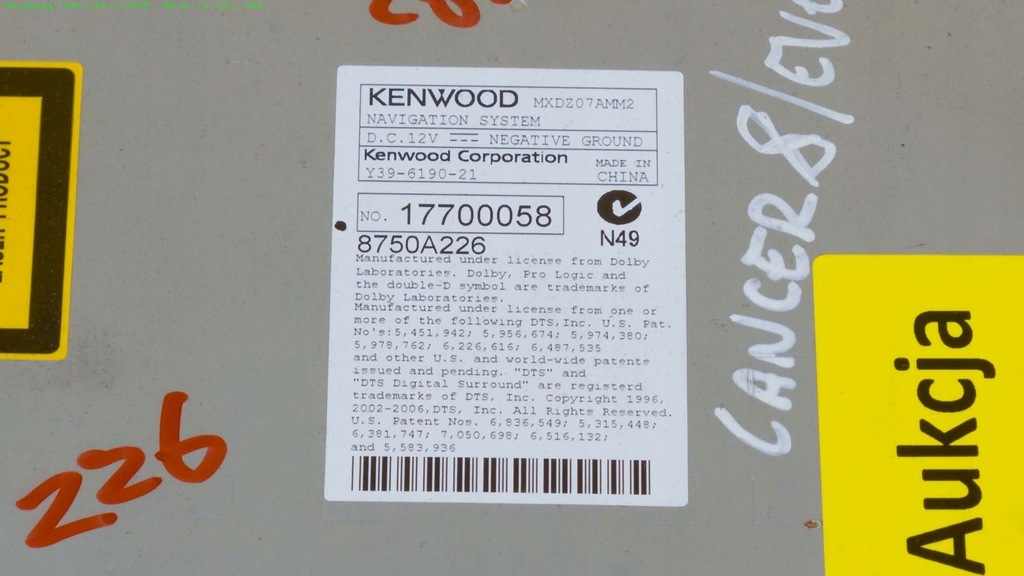 KENWOOD MXDZ07AMM2
NAVIGATION SYSTEM
D.C.12V NEGATIVE GROUND
Kenwood Corporation
Y39-6190-21
MADE IN
CHINA
NO. 17700058
N49
8750A226
Manufactured under license from Dolby
Laboratories. Dolby, Pro Logic and
the double-D symbol are trademarks of
Dolby Laboratories.
Manufactured under license from one or
more of the following DTS,Inc. U.S. Pat.
No's:5,451,942; 5,956,674; 5,974,380;
5,978,762; 6,226,616; 6,487,535
and other U.S. and world-wide patents
issued and pending. "DTS" and
"DTS Digital Surround" are registerd
trademarks of DTS, Inc. Copyright 1996,
2002-2006,DTS, Inc. All Rights Reserved.
U.S. Patent Nos. 6,836,549; 5,315,448;
6,381,747; 7,050,698; 6,516,132;
and 5,583,936
226
PRODUCT
Aukcja